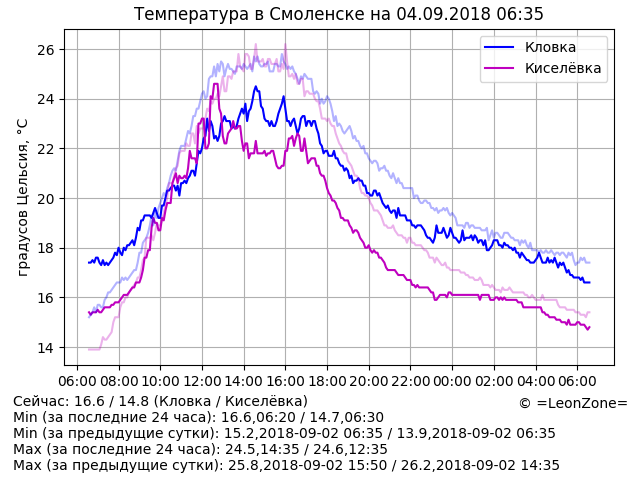 Температура в Смоленске на 04.09.2018 06:35
градусов Цельсия, °C
26
24
22
20
18
16
14
Кловка
Киселёвка
06:00 08:00 10:00 12:00 14:00 16:00 18:00 20:00 22:00 00:00 02:00 04:00 06:00
Сейчас: 16.6 / 14.8 (Кловка / Киселёвка)
© =LeonZone=
Min (за последние 24 часа): 16.6,06:20 / 14.7,06:30
Min (за предыдущие сутки): 15.2,2018-09-02 06:35 / 13.9,2018-09-02 06:35
Max (за последние 24 часа): 24.5,14:35 / 24.6,12:35
Max (за предыдущие сутки): 25.8,2018-09-02 15:50 / 26.2,2018-09-02 14:35